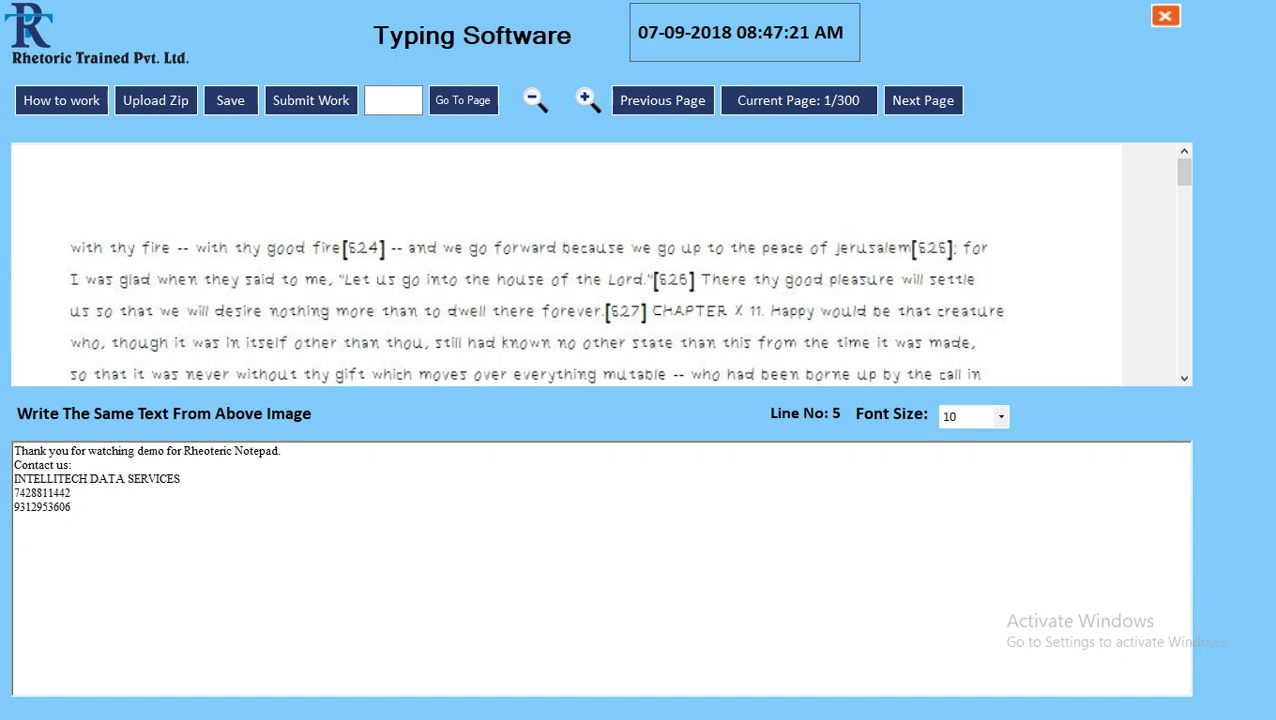 R
T
Rhetoric Trained Pvt. Ltd.
Typing Software
07-09-2018 08:47:21 AM
How to work
Upload Zip
Save
Submit Work
Go To Page
Previous Page
Current Page: 1/300
Next Page
with thy fire -- with thy good fire[524] -- and we go forward because we go up to the peace of Jerusalem[525]; for
I was glad when they said to me, "Let us go into the house of the Lord."[526] There thy good pleasure will settle
us so that we will desire nothing more than to dwell there forever.[527] CHAPTER X 11. Happy would be that creature
who, though it was in itself other than thou, still had known no other state than this from the time it was made,
so that it was never without thy gift which moves over everything mutable -- who had been borne up by the call in
Write The Same Text From Above Image
Line No: 5
Font Size:
10
Thank you for watching demo for Rheoteric Notepad.
Contact us:
INTELLITECH DATA SERVICES
7428811442
9312953606
Activate Windows
Go to Settings to activate Windows.